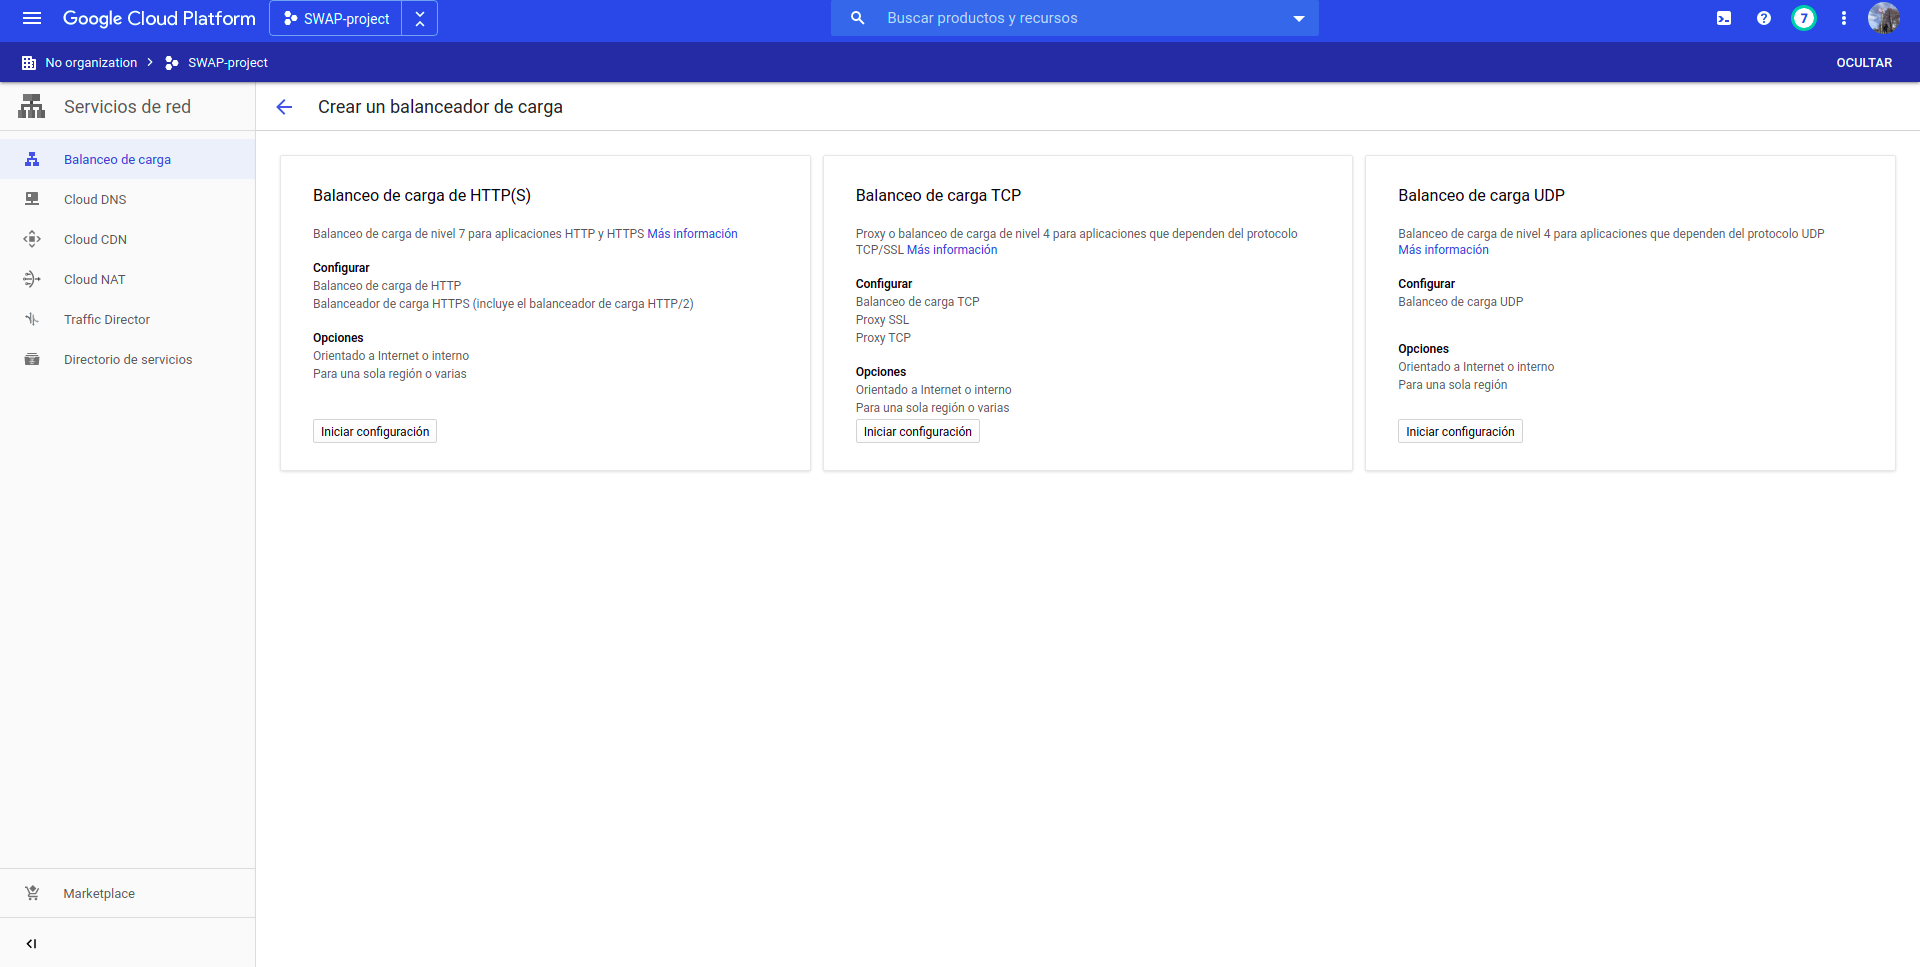 Google Cloud Platform
SWAP-project
Buscar productos y recursos
7
No organization
SWAP-project
OCULTAR
Servicios de red
Crear un balanceador de carga
Balanceo de carga
Cloud DNS
Cloud CDN
Cloud NAT
Traffic Director
Directorio de servicios
Marketplace
Balanceo de carga de HTTP(S)
Balanceo de carga de nivel 7 para aplicaciones HTTP y HTTPS Más información
Configurar
Balanceo de carga de HTTP
Balanceador de carga HTTPS (incluye el balanceador de carga HTTP/2)
Opciones
Orientado a Internet o interno
Para una sola región o varias
Iniciar configuración
Balanceo de carga TCP
Proxy o balanceo de carga de nivel 4 para aplicaciones que dependen del protocolo
TCP/SSL Más información
Configurar
Balanceo de carga TCP
Proxy SSL
Proxy TCP
Opciones
Orientado a Internet o interno
Para una sola región o varias
Iniciar configuración
Balanceo de carga UDP
Balanceo de carga de nivel 4 para aplicaciones que dependen del protocolo UDP
Más información
Configurar
Balanceo de carga UDP
Opciones
Orientado a Internet o interno
Para una sola región
Iniciar configuración